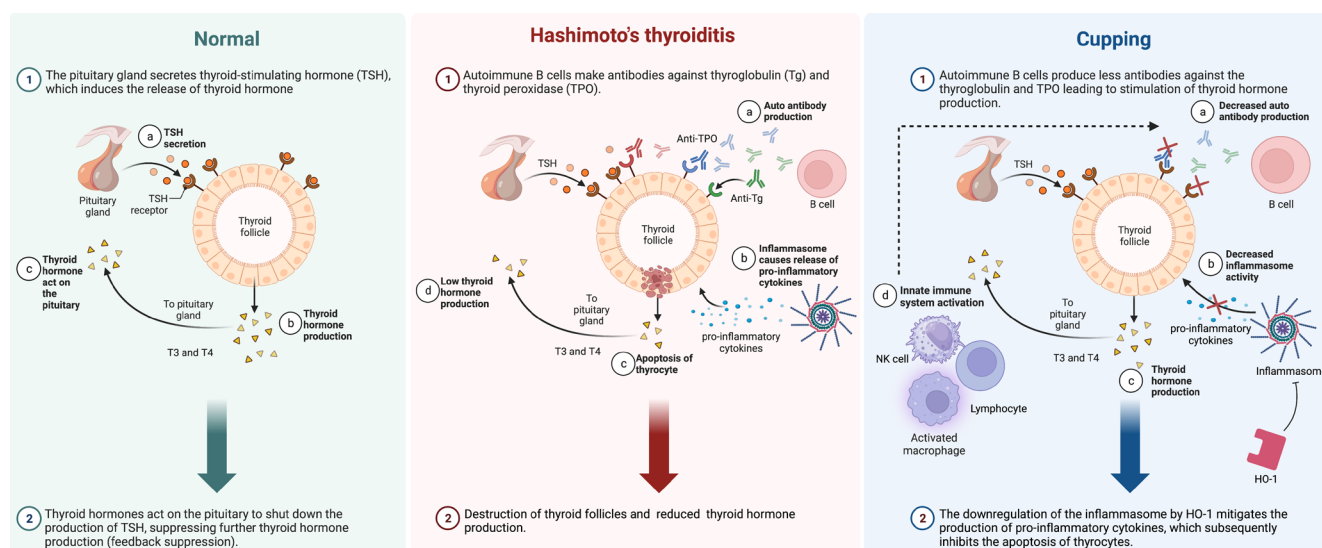 Normal
1
The pituitary gland secretes thyroid-stimulating hormone (TSH),
which induces the release of thyroid hormone
a
TSH
secretion
Pituitary
gland
TSH
receptor
Thyroid
follicle
c
Thyroid
hormone
act on
the
pituitary
To pituitary
gland
T3 and T4
b
Thyroid
hormone
production
2
Thyroid hormones act on the pituitary to shut down the
production of TSH, suppressing further thyroid hormone
production (feedback suppression).
Hashimoto's thyroiditis
1
Autoimmune B cells make antibodies against thyroglobulin (Tg) and
thyroid peroxidase (TPO).
a
Auto antibody
production
TSH
Anti-TPO
Anti-Tg
B cell
Thyroid
follicle
b
Inflammasome
causes release of
pro-inflammatory
cytokines
d
Low thyroid
hormone
production
To
pituitary
gland
T3 and T4
pro-inflammatory
cytokines
c
Apoptosis of
thyrocyte
2
Destruction of thyroid follicles and reduced thyroid hormone
production.
Cupping
1
Autoimmune B cells produce less antibodies against the
thyroglobulin and TPO leading to stimulation of thyroid hormone
production.
a
Decreased auto
antibody production
TSH
B cell
Thyroid
follicle
b
Decreased
inflammasome
activity
d
Innate immune
system activation
To
pituitary
gland
T3 and T4
pro-inflammatory
cytokines
NK cell
Inflammasom
c
Thyroid
hormone
production
Lymphocyte
Activated
macrophage
HO-1
2
The downregulation of the inflammasome by HO-1 mitigates the
production of pro-inflammatory cytokines, which subsequently
inhibits the apoptosis of thyrocytes.